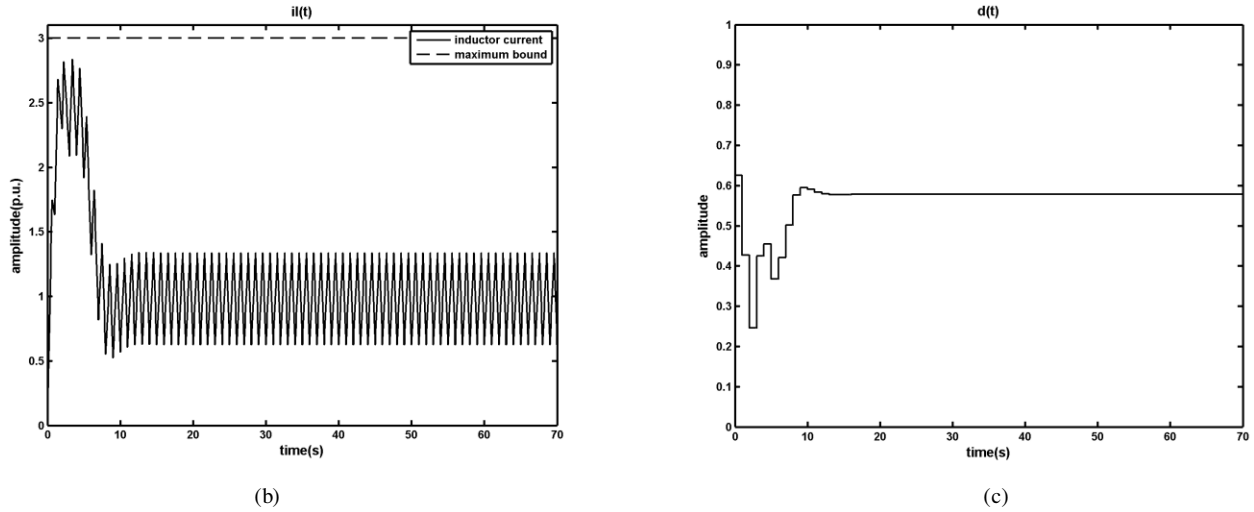 il(t)
3
2.5
2
1.5
1
0.5
0
amplitude(p.u.)
inductor current
maximum bound
0 10 20 30 40 50 60 70
time(s)
(b)
d(t)
1
0.9
0.8
0.7
0.6
0.5
0.4
0.3
0.2
0.1
0
amplitude
0 10 20 30 40 50 60 70
time(s)
(c)